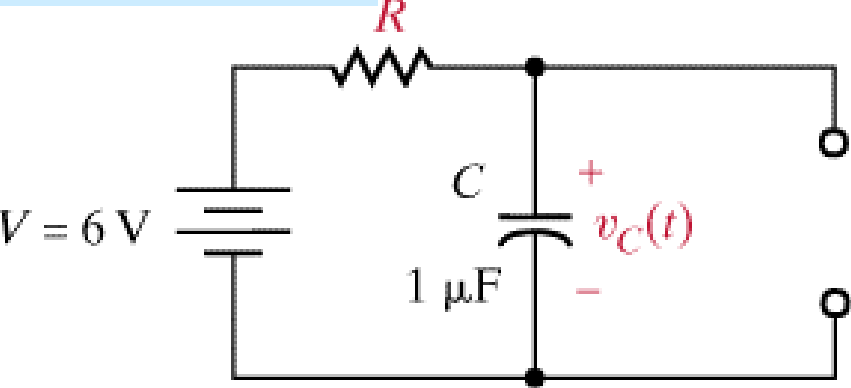 R
C
+
V = 6 V
v_C(t)
1 μF
−